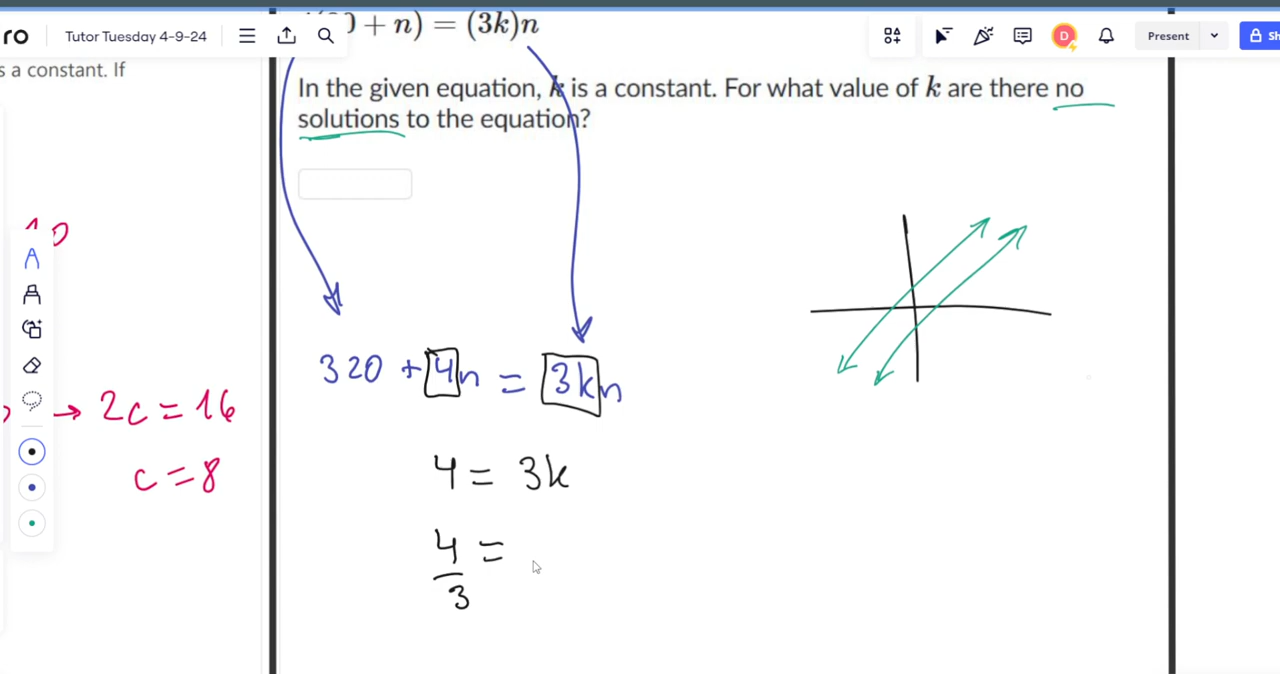 + n) = (3k)n
ro Tutor Tuesday 4-9-24 D Present
s a constant. If
In the given equation, k is a constant. For what value of k are there no
solutions to the equation?
320 + 4n = 3kn
→ 2c = 16
c = 8
4 = 3k
4/3 =